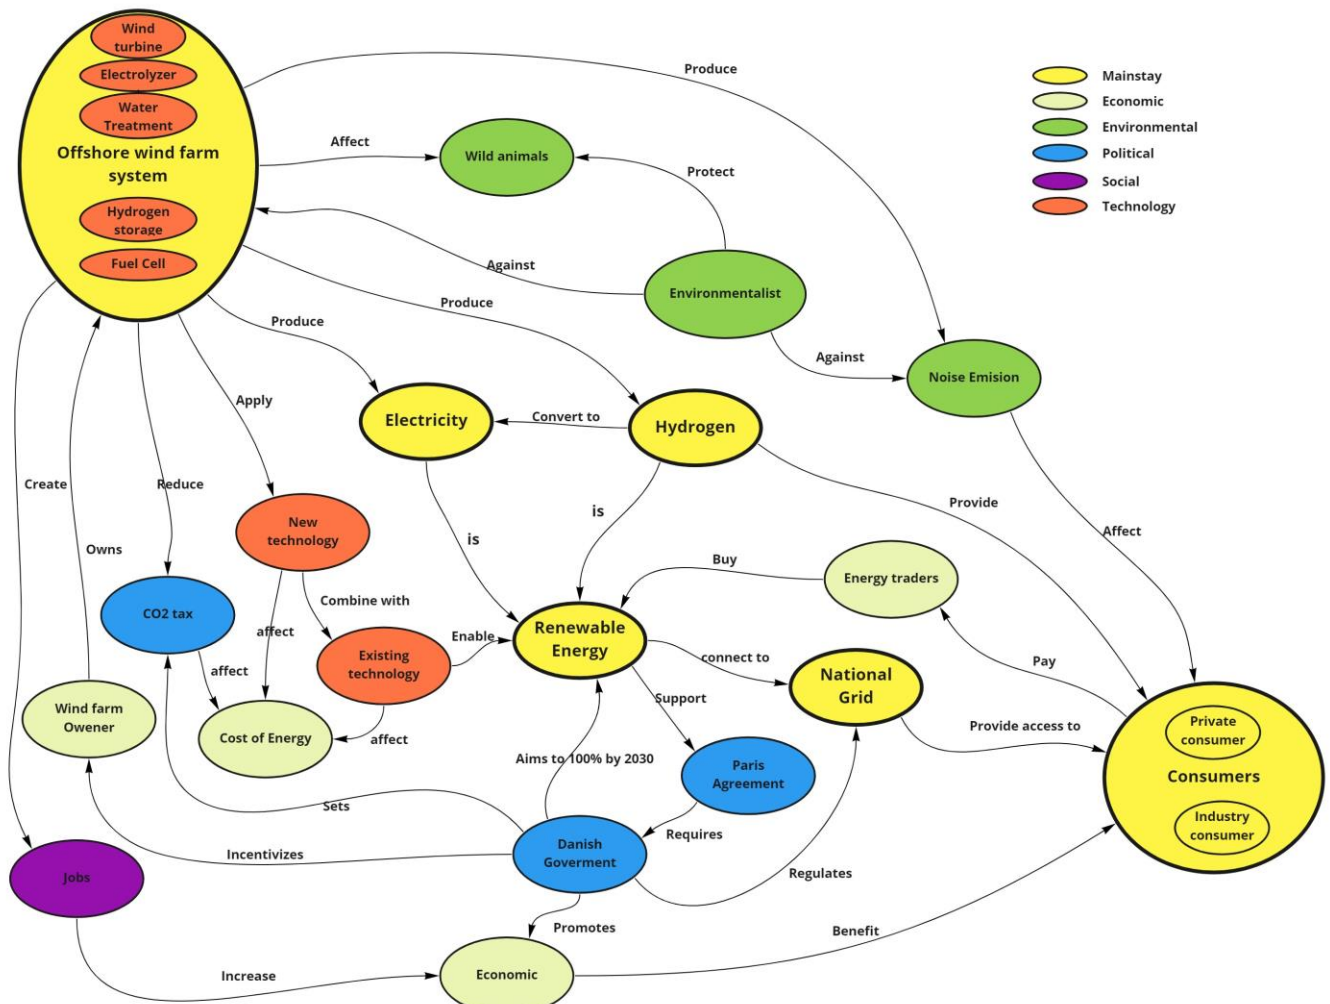 Wind
turbine
Electrolyzer
Water
Treatment
Offshore wind farm
system
Hydrogen
storage
Fuel Cell
Produce
Mainstay
Economic
Environmental
Political
Social
Technology
Affect
Wild animals
Protect
Against
Environmentalist
Produce
Produce
Against
Noise Emision
Apply
Electricity
Convert to
Hydrogen
Create
Reduce
New
technology
is
is
Provide
Affect
Owns
Buy
Energy traders
CO2 tax
Combine with
affect
Enable
Renewable
Energy
Existing
technology
affect
connect to
Pay
National
Grid
Support
Wind farm
Owener
Cost of Energy
affect
Provide access to
Private
consumer
Consumers
Industry
consumer
Aims to 100% by 2030
Paris
Agreement
Sets
Requires
Incentivizes
Danish
Goverment
Regulates
Jobs
Promotes
Benefit
Increase
Economic